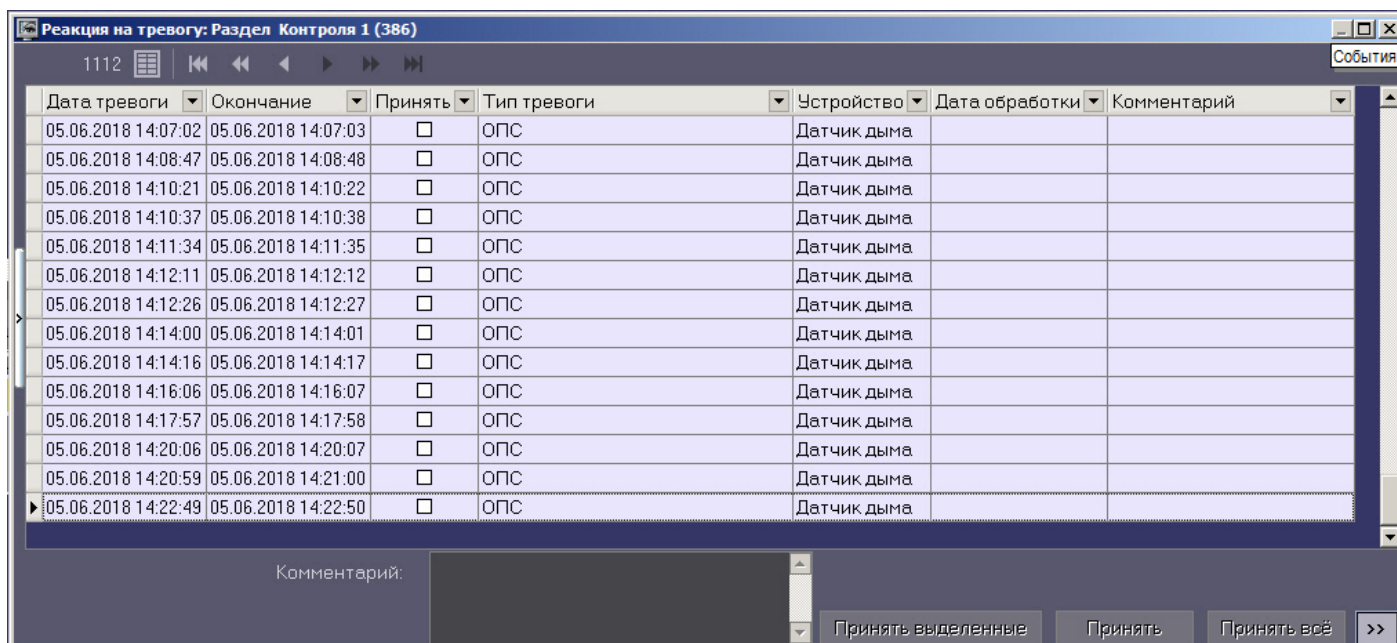 Реакция на тревогу: Раздел Контроля 1 (386)
События
1112
Дата тревоги Окончание Принять Тип тревоги Устройство Дата обработки Комментарий
05.06.2018 14:07:02 05.06.2018 14:07:03 ОПС Датчик дыма
05.06.2018 14:08:47 05.06.2018 14:08:48 ОПС Датчик дыма
05.06.2018 14:10:21 05.06.2018 14:10:22 ОПС Датчик дыма
05.06.2018 14:10:37 05.06.2018 14:10:38 ОПС Датчик дыма
05.06.2018 14:11:34 05.06.2018 14:11:35 ОПС Датчик дыма
05.06.2018 14:12:11 05.06.2018 14:12:12 ОПС Датчик дыма
05.06.2018 14:12:26 05.06.2018 14:12:27 ОПС Датчик дыма
05.06.2018 14:14:00 05.06.2018 14:14:01 ОПС Датчик дыма
05.06.2018 14:14:16 05.06.2018 14:14:17 ОПС Датчик дыма
05.06.2018 14:16:06 05.06.2018 14:16:07 ОПС Датчик дыма
05.06.2018 14:17:57 05.06.2018 14:17:58 ОПС Датчик дыма
05.06.2018 14:20:06 05.06.2018 14:20:07 ОПС Датчик дыма
05.06.2018 14:20:59 05.06.2018 14:21:00 ОПС Датчик дыма
05.06.2018 14:22:49 05.06.2018 14:22:50 ОПС Датчик дыма
Комментарий:
Принять выделенные Принять Принять всё >>